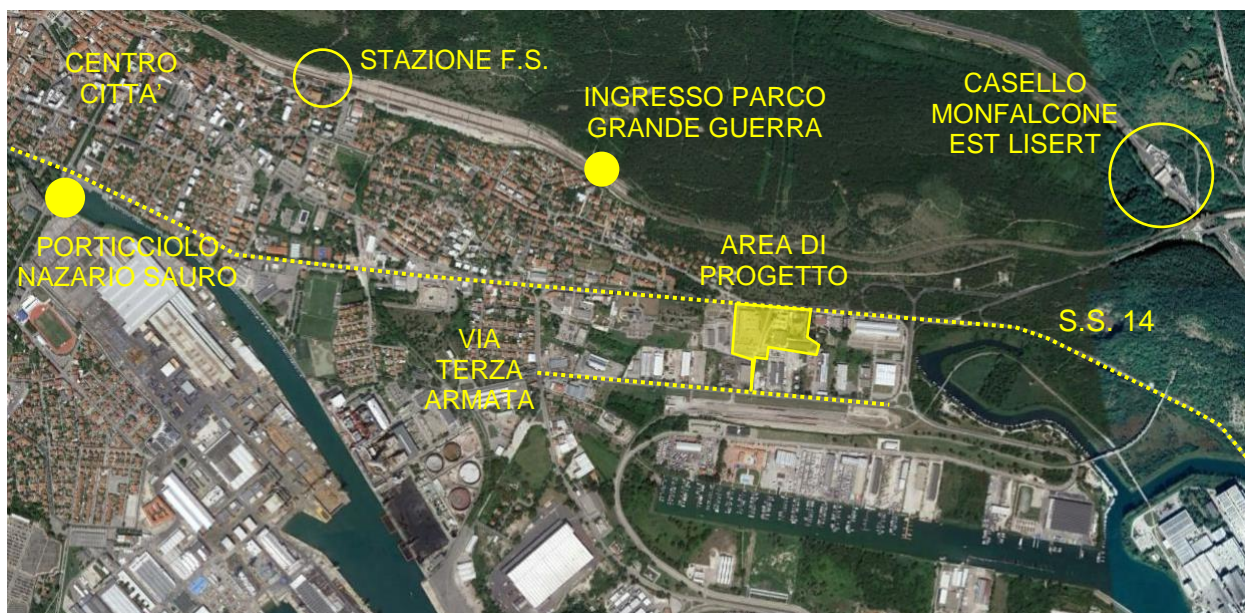 CENTRO
CITTA'
STAZIONE F.S.
INGRESSO PARCO
GRANDE GUERRA
CASELLO
MONFALCONE
EST LISERT
PORTICCIOLO
NAZARIO SAURO
AREA DI
PROGETTO
VIA
TERZA
ARMATA
S.S. 14